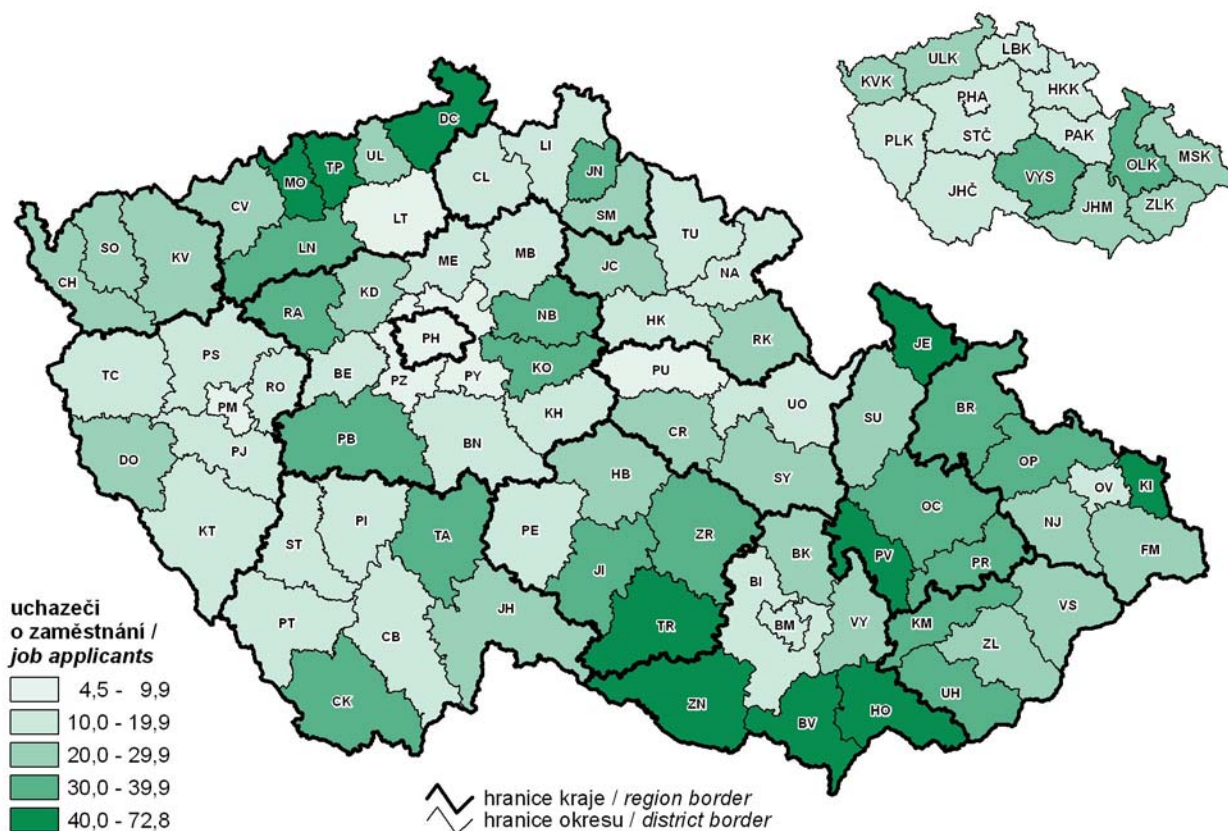 LBK
ULK
KVK
HKK
PHA
STČ
PAK
PLK
OLK
MSK
VYS
JHČ
JHM
ZLK
DC
UL
TP
MO
LI
JN
CL
CV
LT
SM
SO
LN
TU
KV
ME
MB
JC
NA
CH
KD
RA
NB
HK
PH
RK
JE
PS
KO
TC
BE
PZ
PY
PU
RO
PM
UO
BR
SU
KH
CR
PB
BN
DO
PJ
OP
HB
SY
KI
OV
OC
NJ
PI
KT
ST
TA
PE
ZR
FM
BK
PV
PR
JI
BI
VS
JH
PT
CB
TR
BM
VY
KM
ZL
UH
CK
ZN
BV
HO
uchazeči
o zaměstnání /
job applicants
4,5 - 9,9
10,0 - 19,9
20,0 - 29,9
30,0 - 39,9
40,0 - 72,8
hranice kraje / region border
hranice okresu / district border